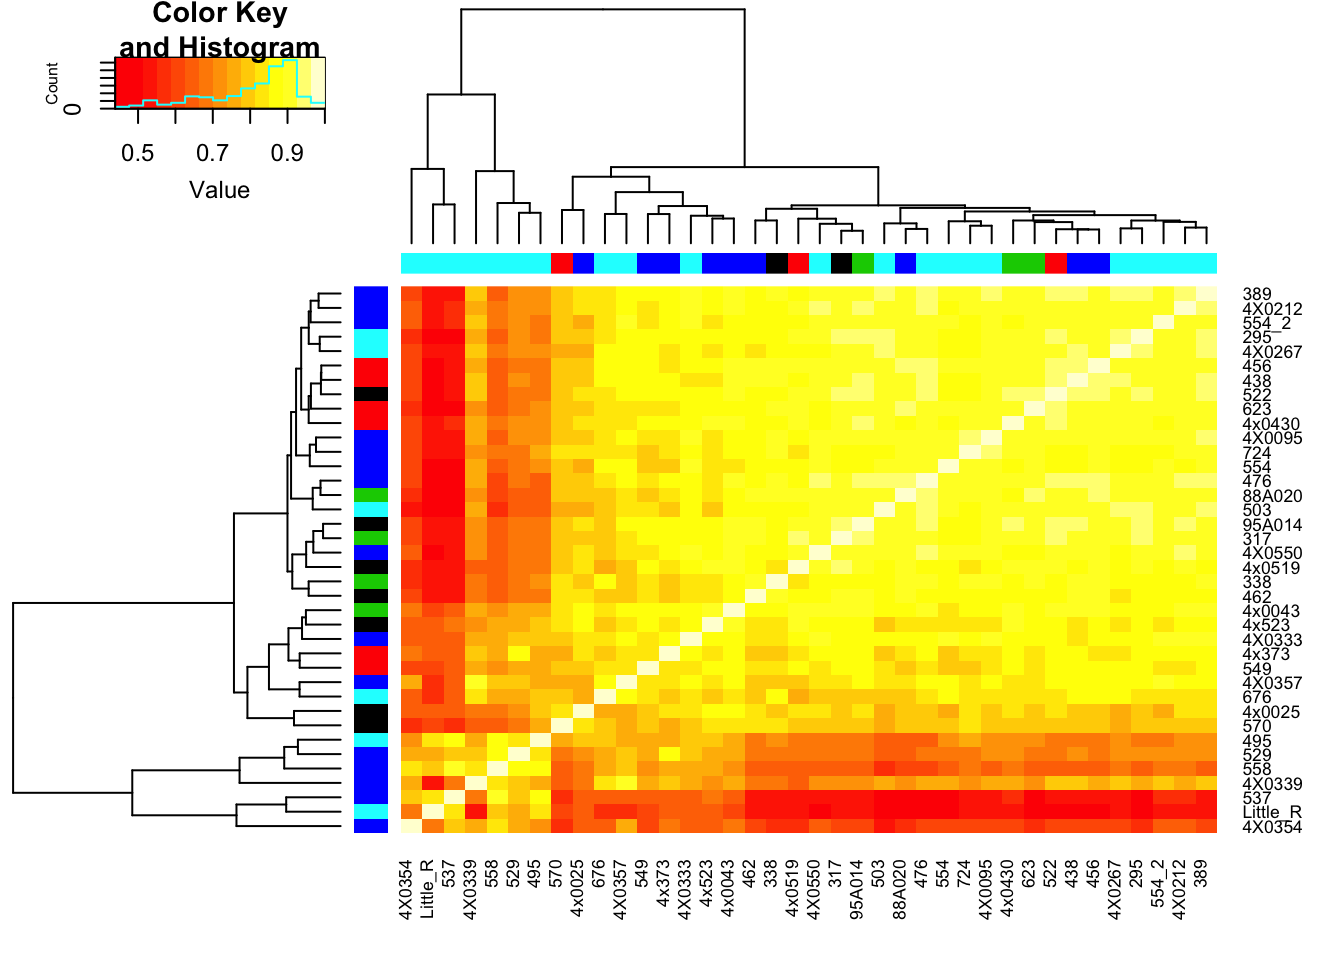 Color Key
and Histogram
Count
0
0.5 0.7 0.9
Value
389
4X0212
554_2
295
4X0267
456
438
522
623
4x0430
4X0095
724
554
476
88A020
503
95A014
317
4X0550
4x0519
338
462
4x0043
4x523
4X0333
4x373
549
4X0357
676
4x0025
570
495
529
558
4X0339
537
Little_R
4X0354
4X0354 Little_R 537 4X0339 558 529 495 570 4x0025 676 4X0357 549 4x373 4X0333 4x523 4x0043 462 338 4x0519 4X0550 317 95A014 503 88A020 476 554 724 4X0095 4x0430 623 522 438 456 4X0267 295 554_2 4X0212 389